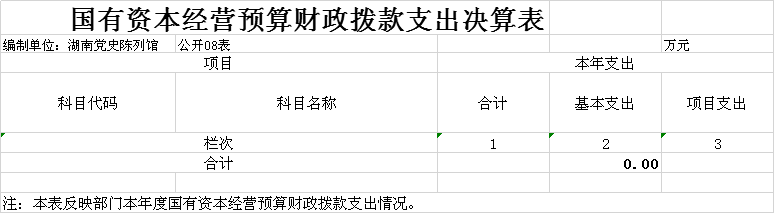 国有资本经营预算财政拨款支出决算表
编制单位：湖南党史陈列馆 公开08表 万元
项目 本年支出
科目代码 科目名称 合计 基本支出 项目支出
栏次 1 2 3
合计 0.00
注：本表反映部门本年度国有资本经营预算财政拨款支出情况。